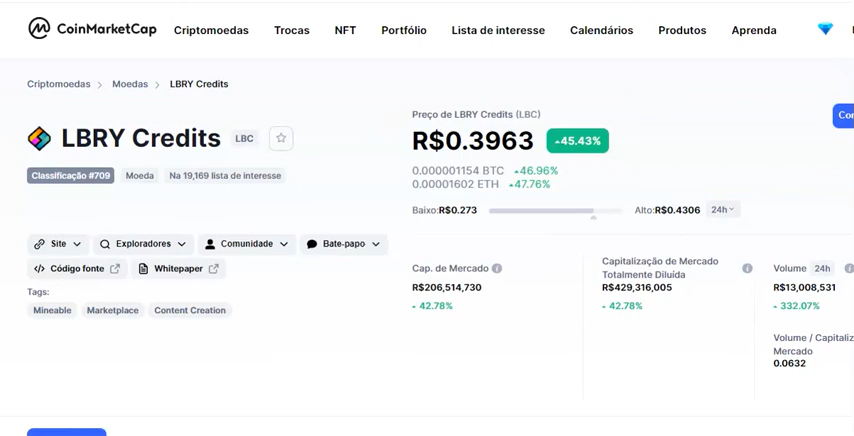 CoinMarketCap Criptomoedas Trocas NFT Portfólio Lista de interesse Calendários Produtos Aprenda
Criptomoedas > Moedas > LBRY Credits
LBRY Credits LBC
Classificação #709 Moeda Na 19,169 lista de interesse
Site Exploradores Comunidade Bate-papo
Código fonte Whitepaper
Tags:
Mineable Marketplace Content Creation
Preço de LBRY Credits (LBC)
R$0.3963 45.43%
0.000001154 BTC 46.96%
0.00001602 ETH 47.76%
Baixo:R$0.273 Alto:R$0.4306 24h
Cap. de Mercado
R$206,514,730
42.78%
Capitalização de Mercado
Totalmente Diluída
R$429,316,005
42.78%
Volume 24h
R$13,008,531
332.07%
Volume /
Mercado
0.0632